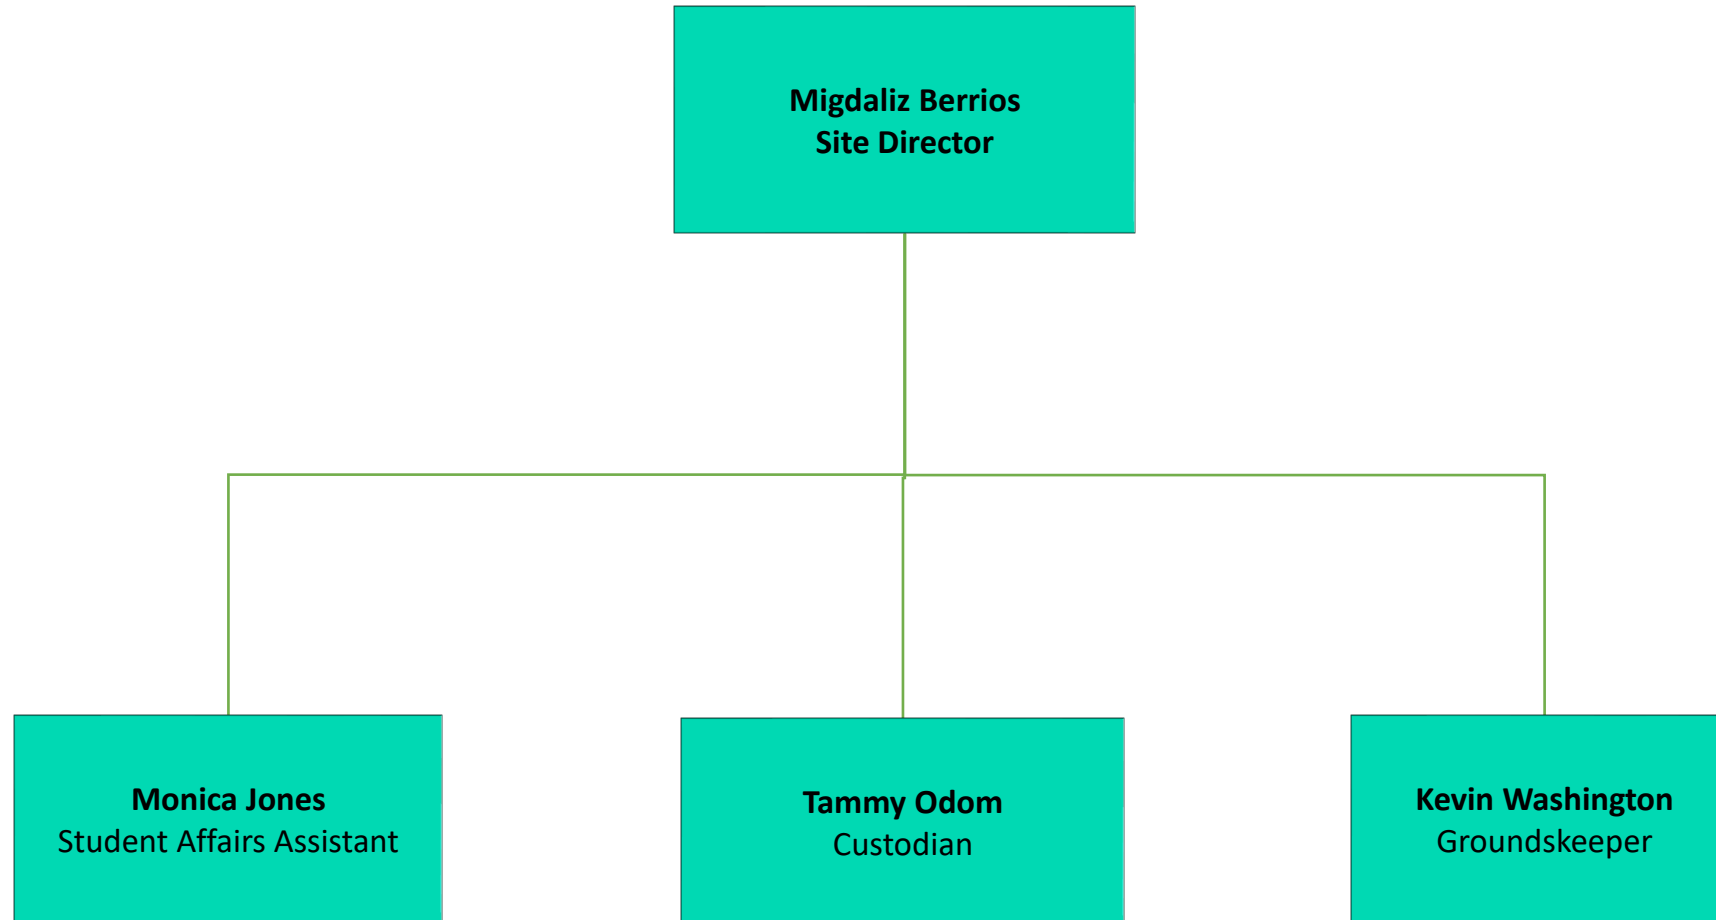 Migdaliz Berrios
Site Director
Monica Jones
Student Affairs Assistant
Tammy Odom
Custodian
Kevin Washington
Groundskeeper